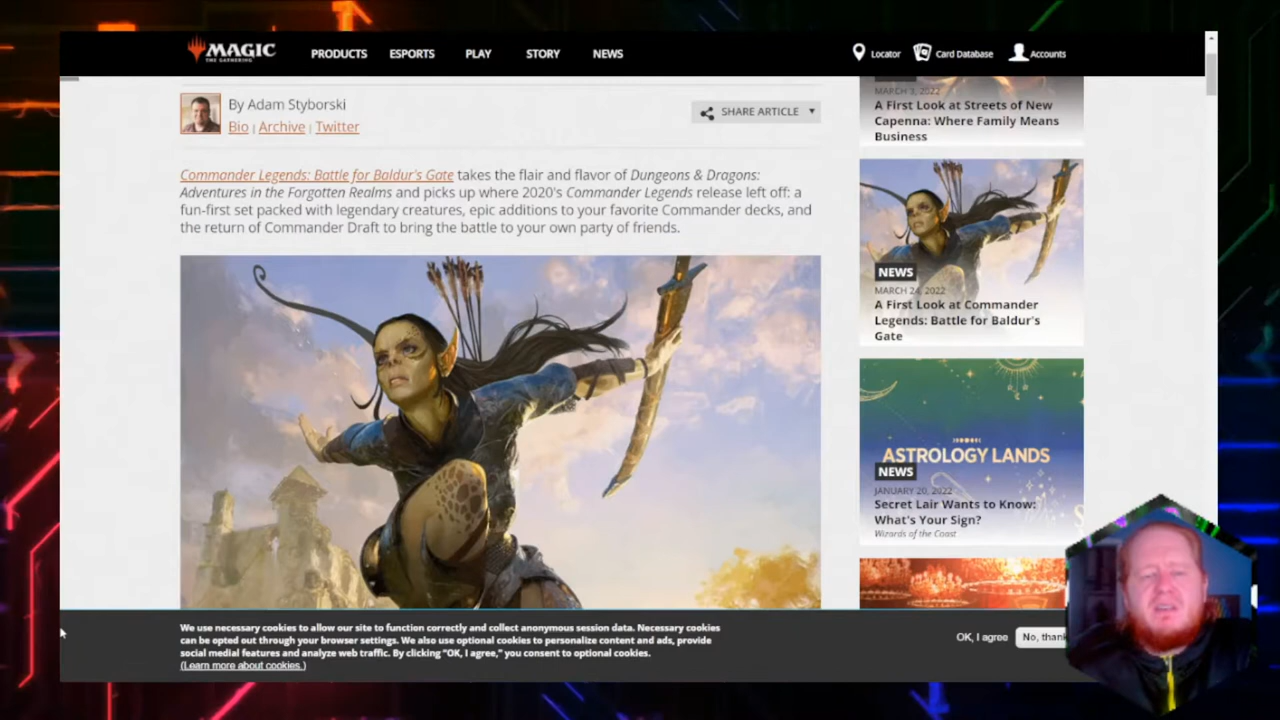 MAGIC
THE GATHERING
PRODUCTS
ESPORTS
PLAY
STORY
NEWS
Locator
Card Database
Accounts
By Adam Styborski
Bio | Archive | Twitter
SHARE ARTICLE
Commander Legends: Battle for Baldur's Gate takes the flair and flavor of Dungeons & Dragons:
Adventures in the Forgotten Realms and picks up where 2020's Commander Legends release left off: a
fun-first set packed with legendary creatures, epic additions to your favorite Commander decks, and
the return of Commander Draft to bring the battle to your own party of friends.
MARCH 3, 2022
A First Look at Streets of New
Capenna: Where Family Means
Business
NEWS
MARCH 24, 2022
A First Look at Commander
Legends: Battle for Baldur's
Gate
ASTROLOGY LANDS
NEWS
JANUARY 20, 2022
Secret Lair Wants to Know:
What's Your Sign?
Wizards of the Coast
We use necessary cookies to allow our site to function correctly and collect anonymous session data. Necessary cookies
can be opted out through your browser settings. We also use optional cookies to personalize content and ads, provide
social medial features and analyze web traffic. By clicking "OK, I agree," you consent to optional cookies.
(Learn more about cookies.)
OK, I agree
No, thank